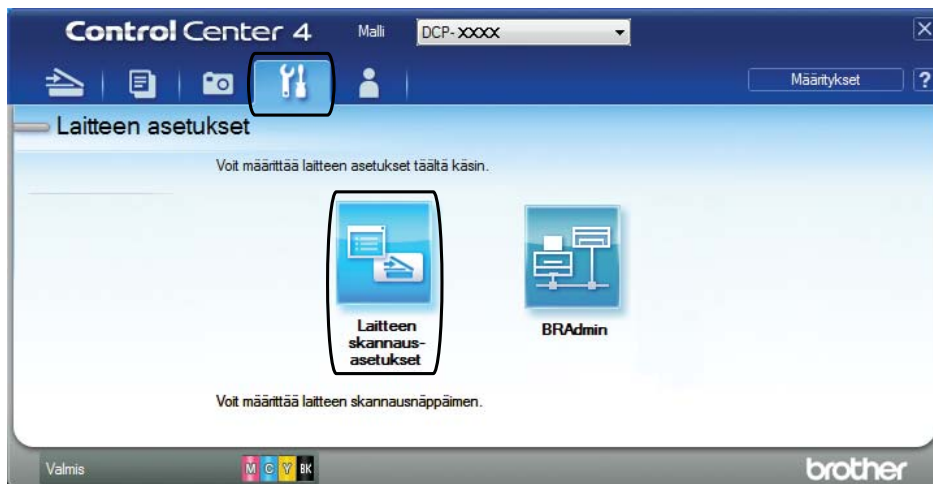 Control Center 4
Malli
DCP-XXXX
Määritykset
?
Laitteen asetukset
Voit määrittää laitteen asetukset täältä käsin.
Laitteen
skannaus-
asetukset
BRAdmin
Voit määrittää laitteen skannausnäppäimen.
Valmis
M C Y BK
brother